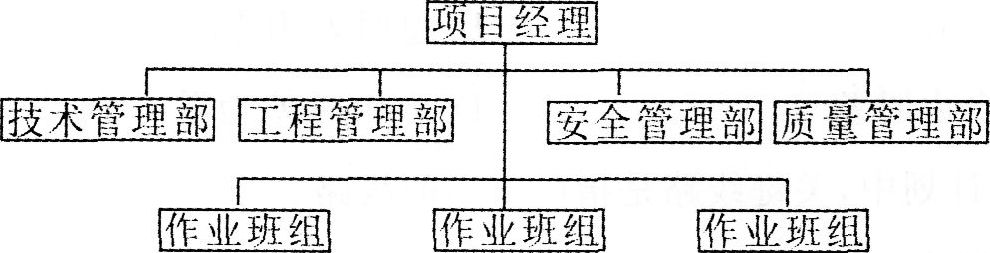 项目经理
技术管理部 工程管理部 安全管理部 质量管理部
作业班组 作业班组 作业班组